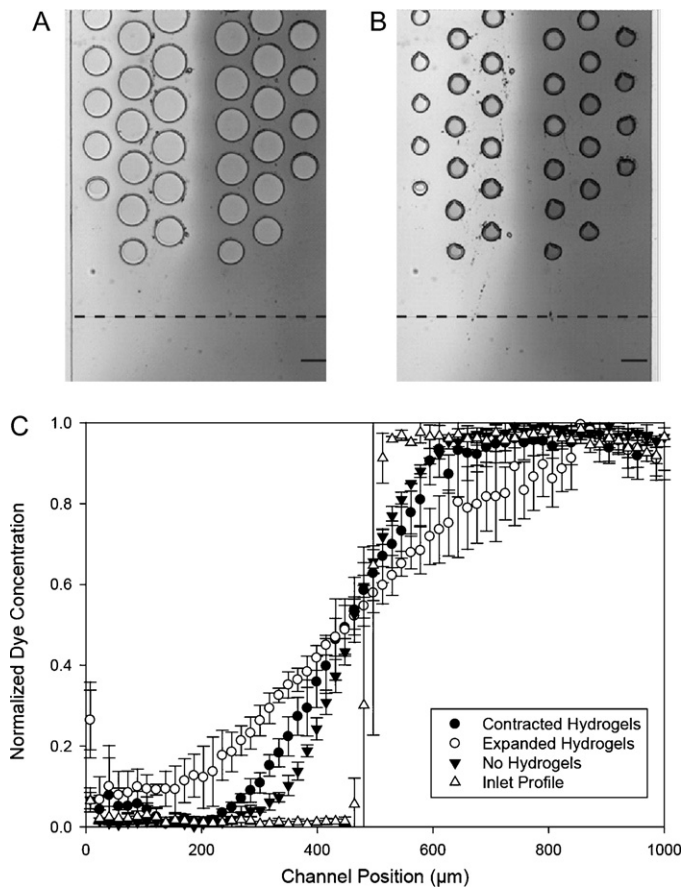 A
B
C
Normalized Dye Concentration
1.0
0.8
0.6
0.4
0.2
0.0
Contracted Hydrogels
Expanded Hydrogels
No Hydrogels
Inlet Profile
0 200 400 600 800 1000
Channel Position (µm)